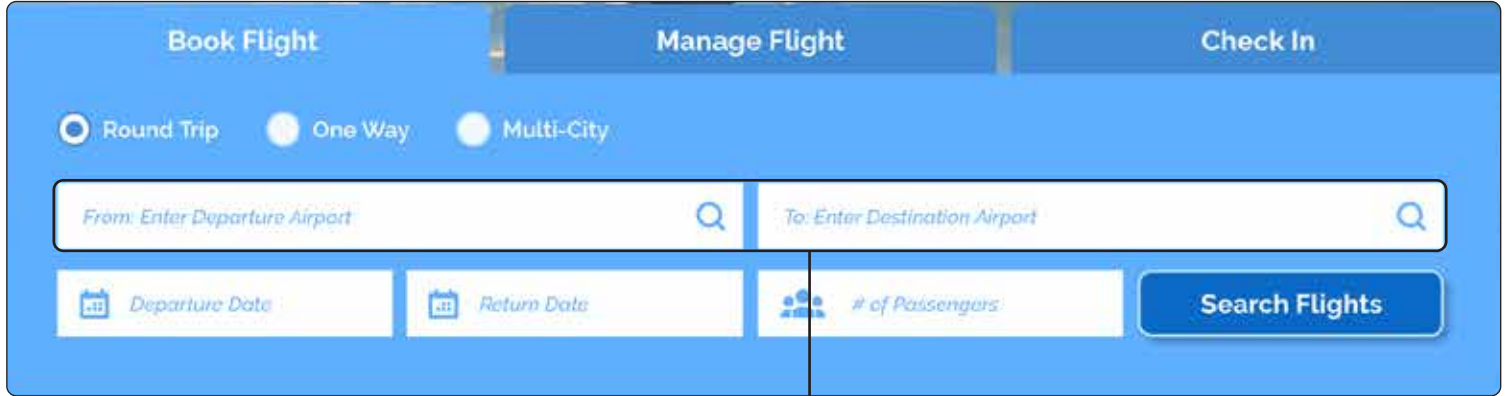 Book Flight Manage Flight Check In
Round Trip One Way Multi-City
From: Enter Departure Airport To: Enter Destination Airport
Departure Date Return Date # of Passengers Search Flights